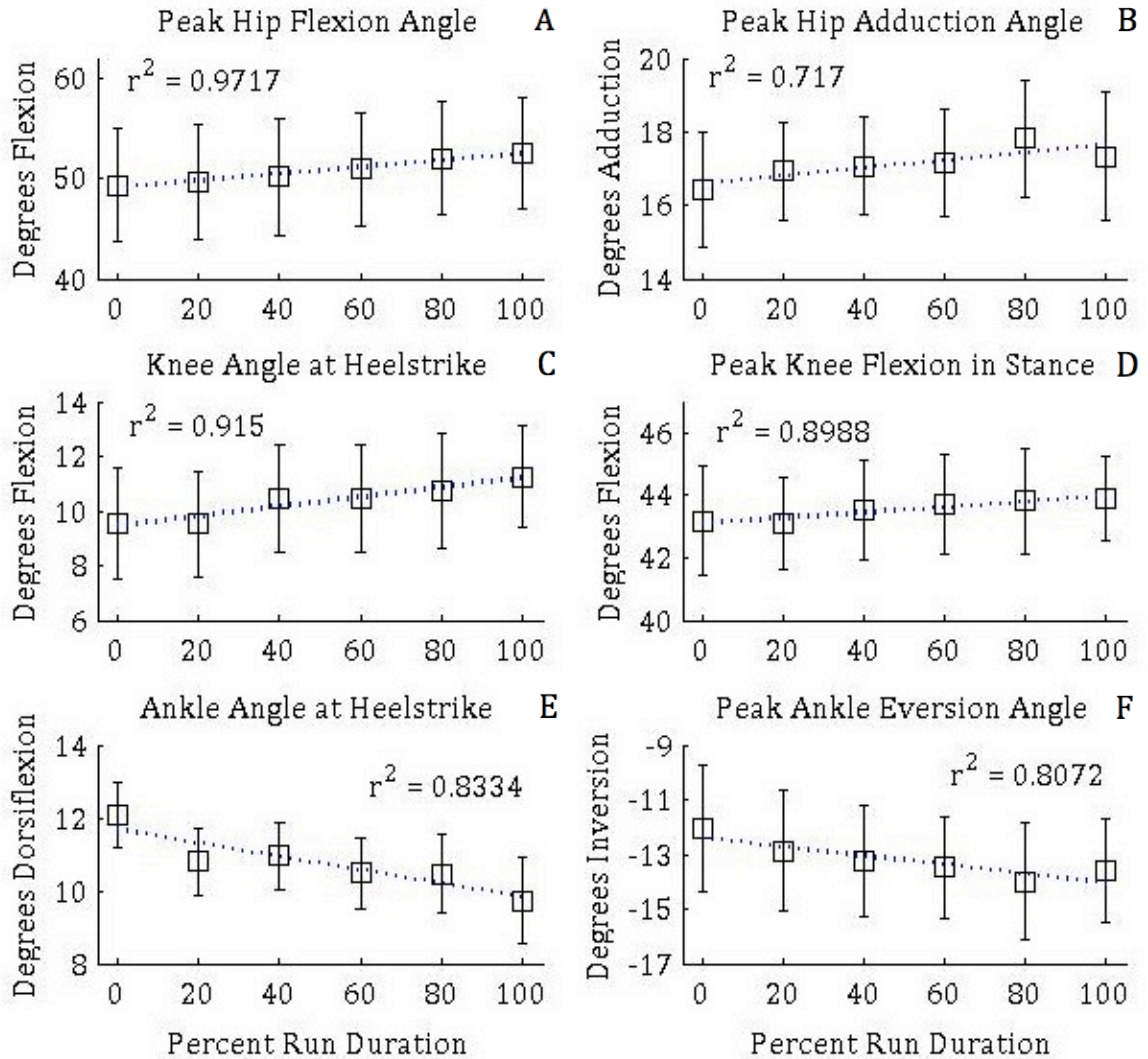 Peak Hip Flexion Angle A
r² = 0.9717
Degrees Flexion
60
50
40
0 20 40 60 80 100
Peak Hip Adduction Angle B
r² = 0.717
Degrees Adduction
20
18
16
14
0 20 40 60 80 100
Knee Angle at Heelstrike C
r² = 0.915
Degrees Flexion
14
12
10
8
6
0 20 40 60 80 100
Peak Knee Flexion in Stance D
r² = 0.8988
Degrees Flexion
46
44
42
40
0 20 40 60 80 100
Ankle Angle at Heelstrike E
r² = 0.8334
Degrees Dorsiflexion
14
12
10
8
0 20 40 60 80 100
Percent Run Duration
Peak Ankle Eversion Angle F
r² = 0.8072
Degrees Inversion
-9
-11
-13
-15
-17
0 20 40 60 80 100
Percent Run Duration